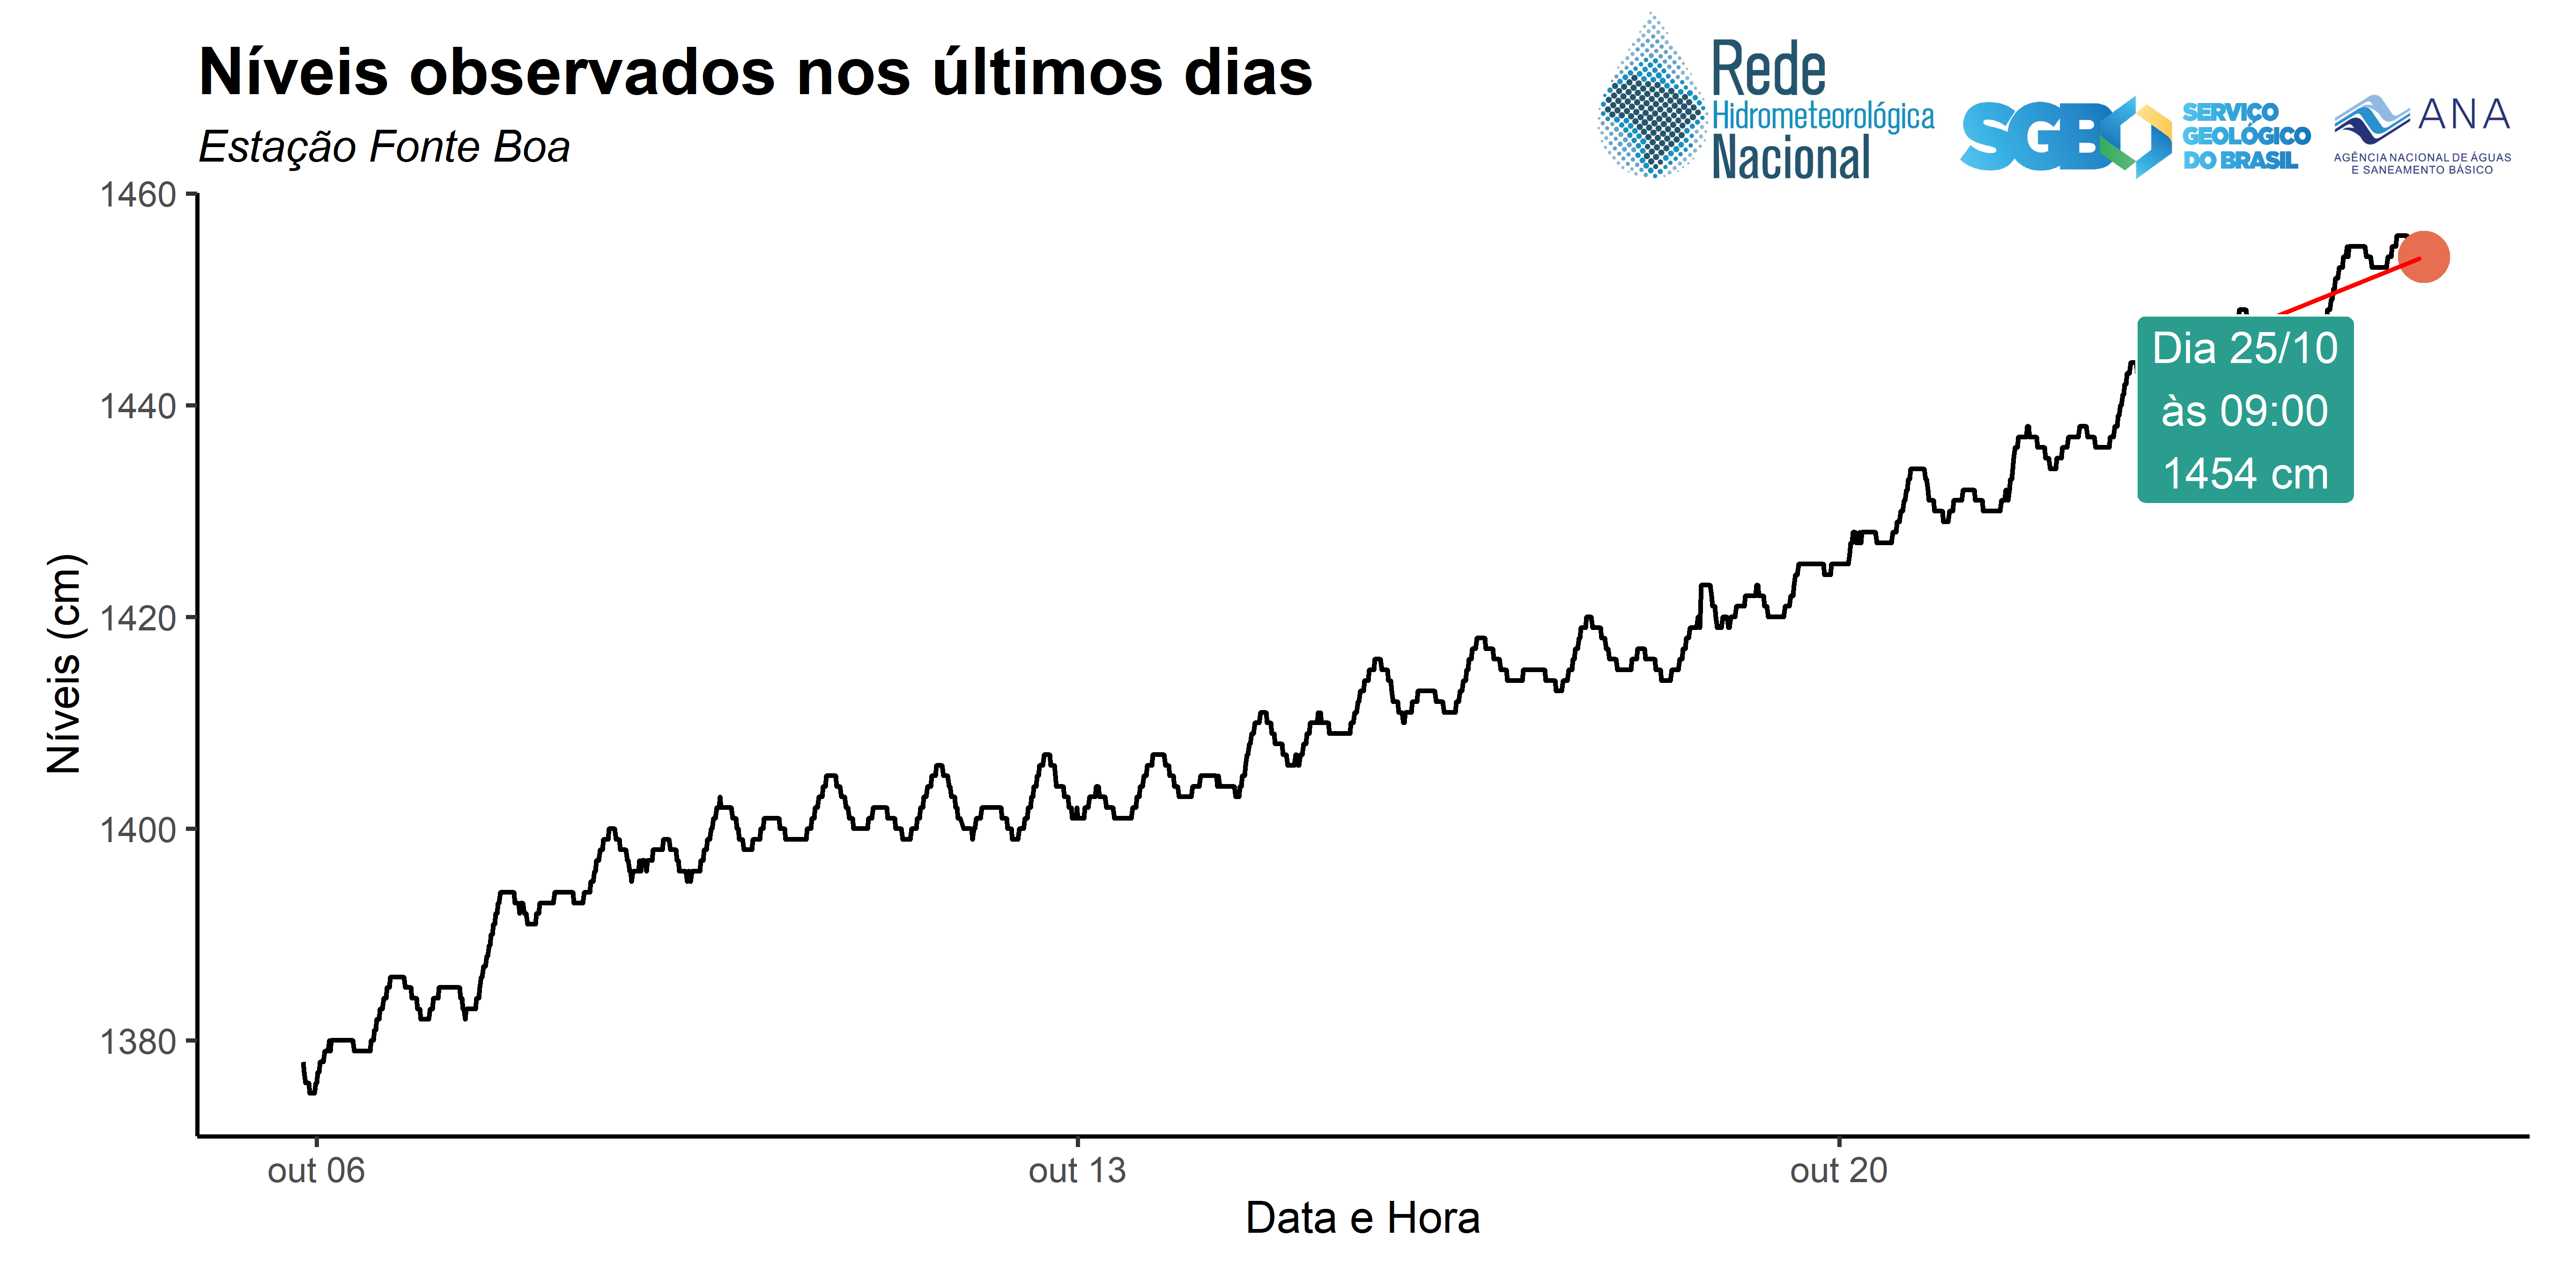 Níveis observados nos últimos dias
Estação Fonte Boa
Rede
Hidrometeorológica
Nacional
SGB
SERVIÇO
GEOLÓGICO
DO BRASIL
ANA
AGÊNCIA NACIONAL DE ÁGUAS
E SANEAMENTO BÁSICO
1460
1440
1420
1400
1380
Níveis (cm)
Dia 25/10
às 09:00
1454 cm
out 06
out 13
out 20
Data e Hora